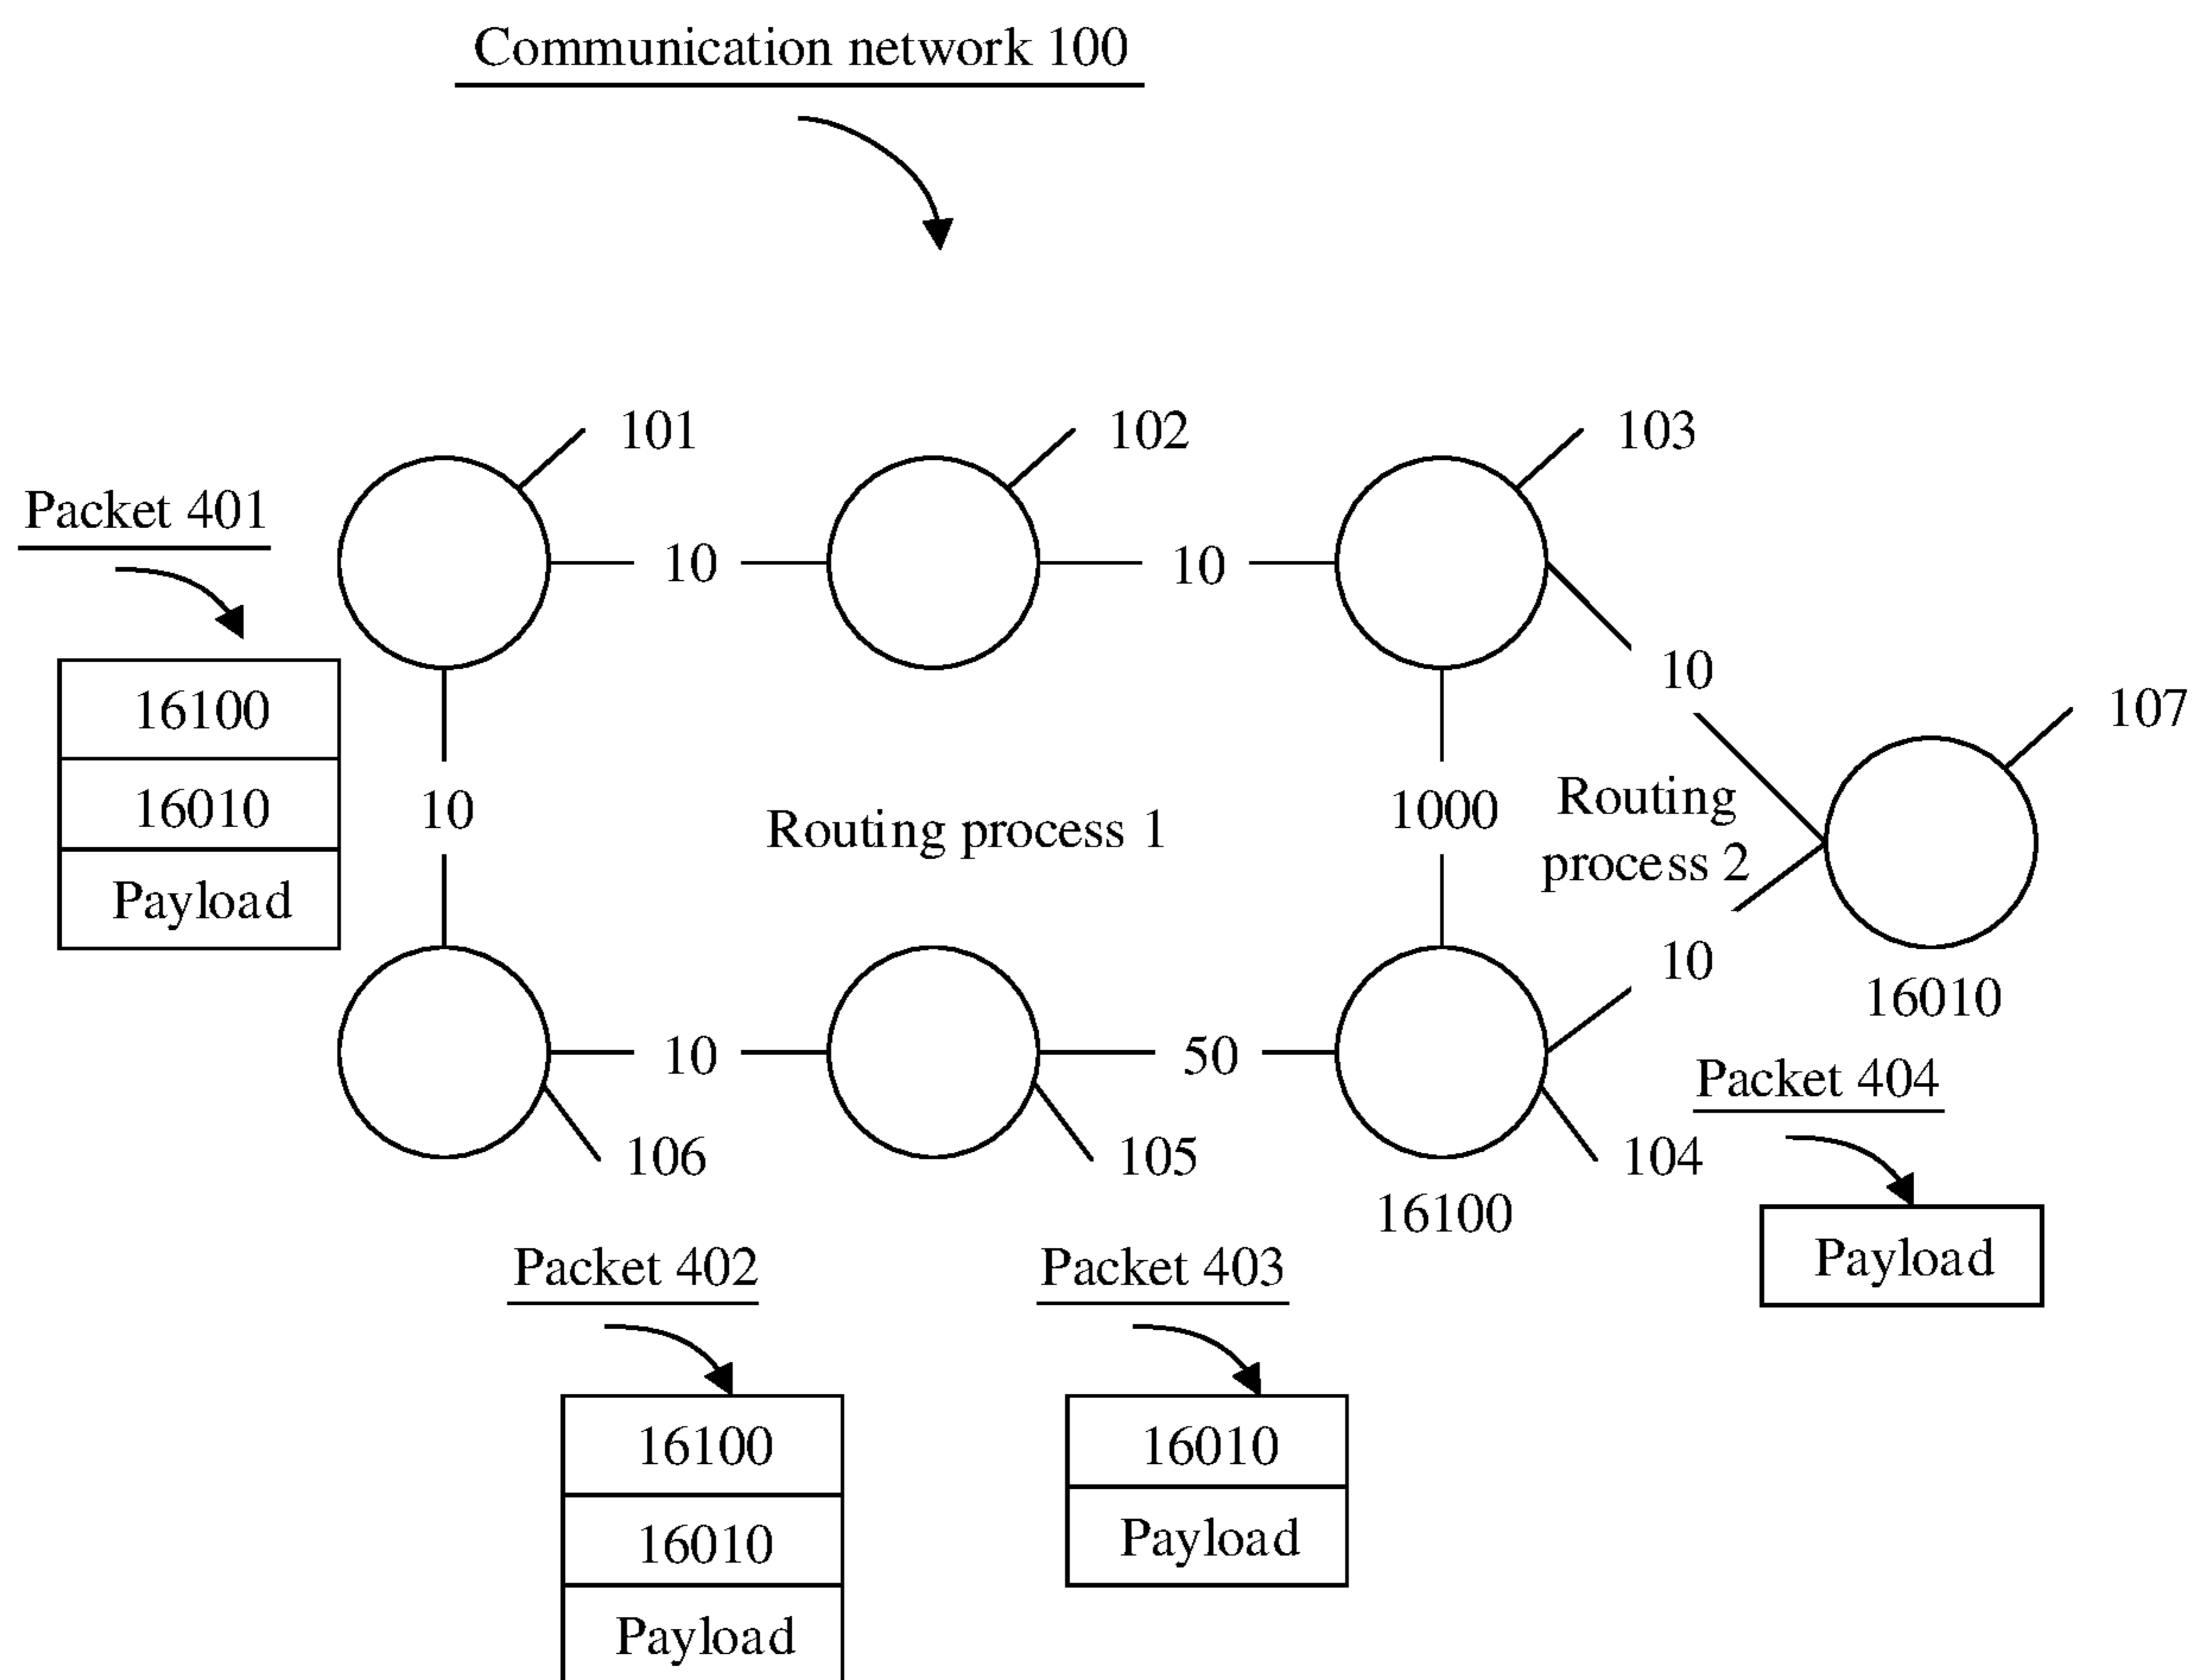 Communication network 100
101
102
103
Packet 401
10
10
16100
16010
Payload
10
107
10
Routing process 1
1000
Routing
process 2
10
16010
10
50
Packet 404
106
105
104
16100
Payload
Packet 402
Packet 403
16100
16010
Payload
16010
Payload